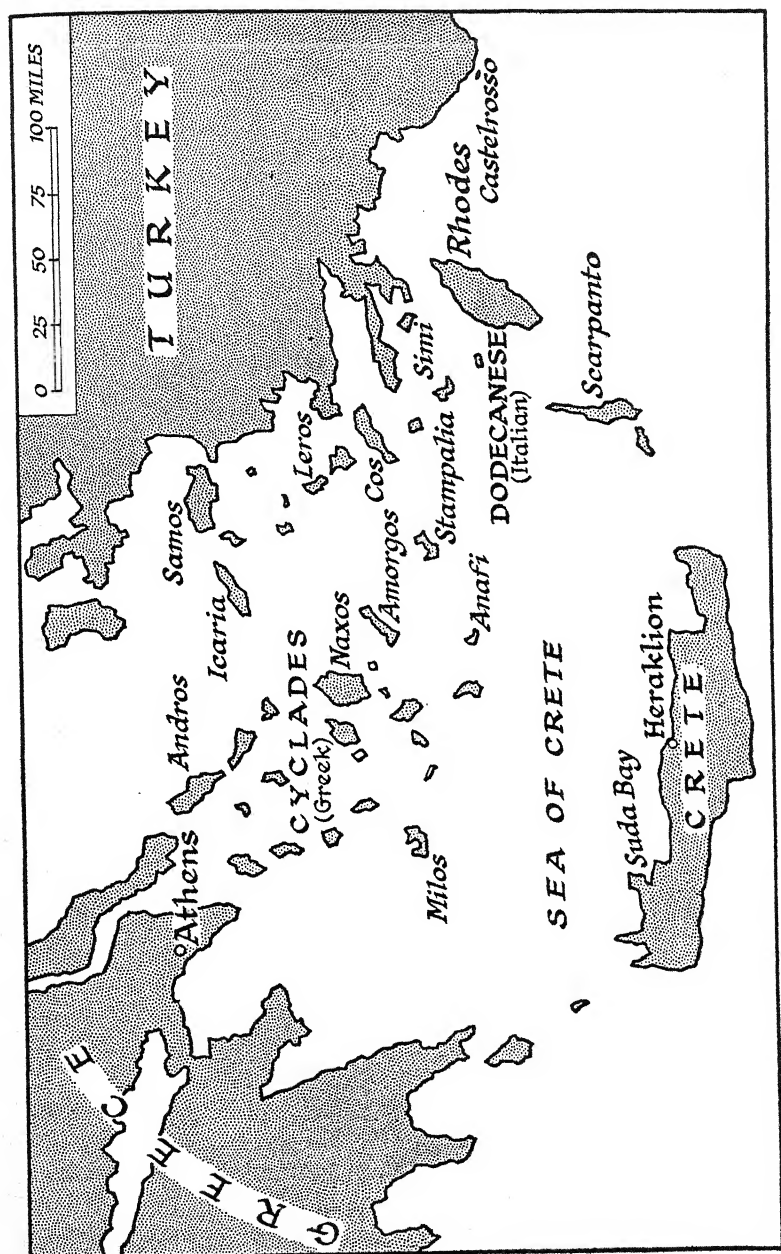 0 25 50 75 100 MILES
TURKEY
GREECE
Athens
Andros
Samos
Icaria
CYCLADES
(Greek)
Naxos
Leros
Cos
Amorgos
Milos
Simi
Stampalia
Rhodes
Castelrosso
Anafi
DODECANESE
(Italian)
SEA OF CRETE
Scarpanto
Suda Bay
Heraklion
CRETE